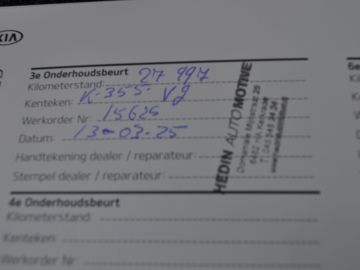 KIA
3e Onderhoudsbeurt
Kilometerstand: 27 997
Kenteken: K-355-VJ
Werkorder Nr: 15625
Datum: 13-03-25
Handtekening dealer / reparateur:
Stempel dealer / reparateur:
HEDIN AUTOMOTIVE
4e Onderhoudsbeurt
Kilometerstand:
Kenteken:
Werkorder Nr: